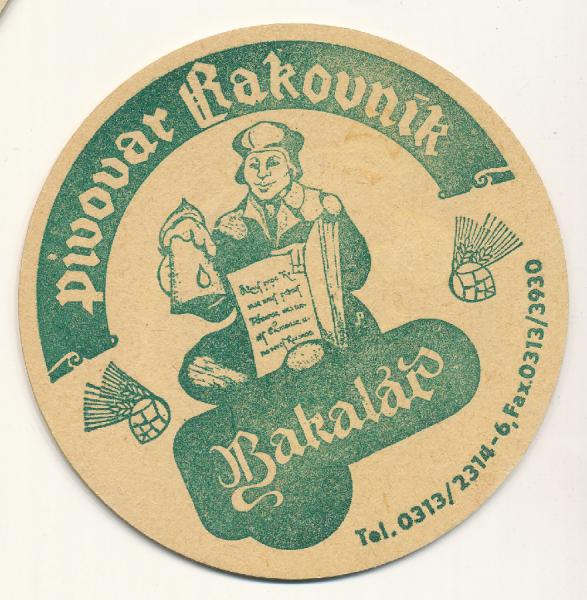 pivovar Rakovník
Bakalář
Tel. 0313/2314-6, Fax.0313/3930